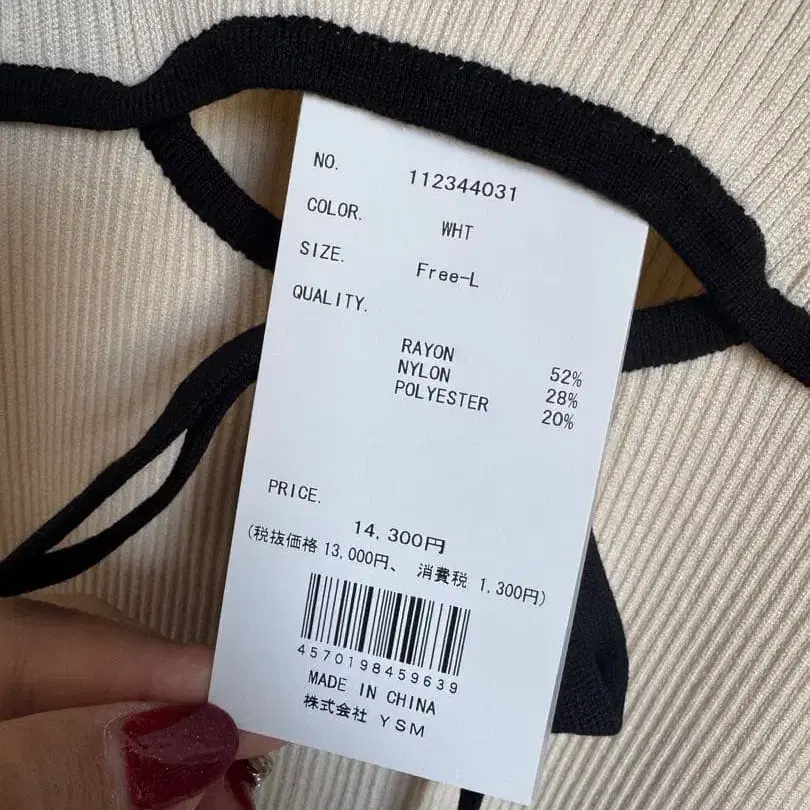 NO. 112344031
COLOR. WHT
SIZE. Free-L
QUALITY.
RAYON 52%
NYLON 28%
POLYESTER 20%
PRICE.
14,300円
(税抜価格 13,000円、 消費税 1,300円)
4570198459639
MADE IN CHINA
株式会社 YSM